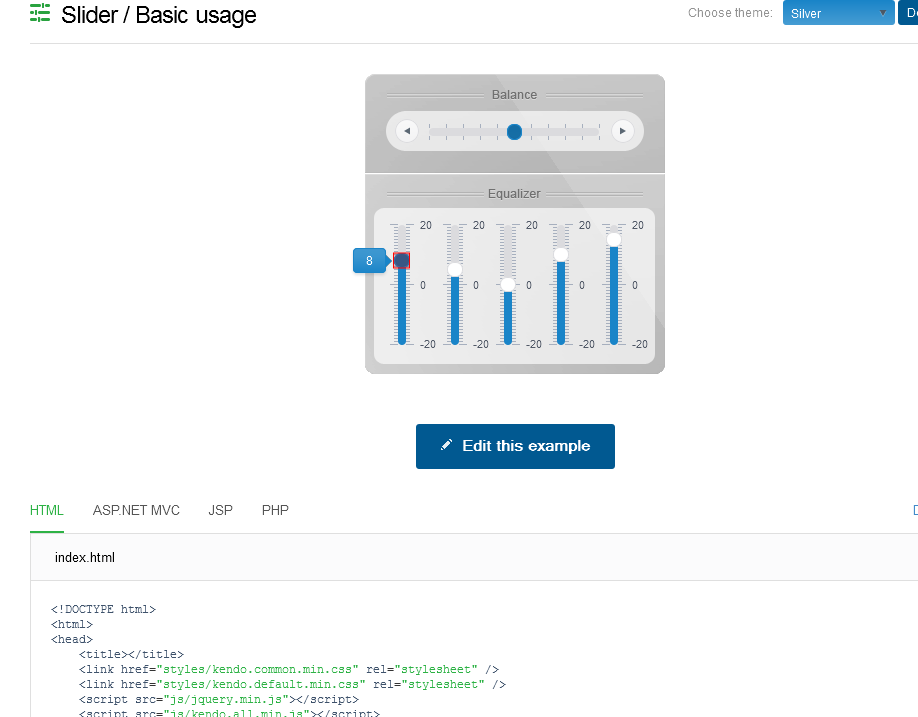 Slider / Basic usage
Choose theme: Silver
Balance
Equalizer
20 20 20 20 20
8
0 0 0 0 0
-20 -20 -20 -20 -20
Edit this example
HTML ASP.NET MVC JSP PHP
index.html
<!DOCTYPE html>
<html>
<head>
<title></title>
<link href="styles/kendo.common.min.css" rel="stylesheet" />
<link href="styles/kendo.default.min.css" rel="stylesheet" />
<script src="js/jquery.min.js"></script>
<script src="js/kendo.all.min.js"></script>